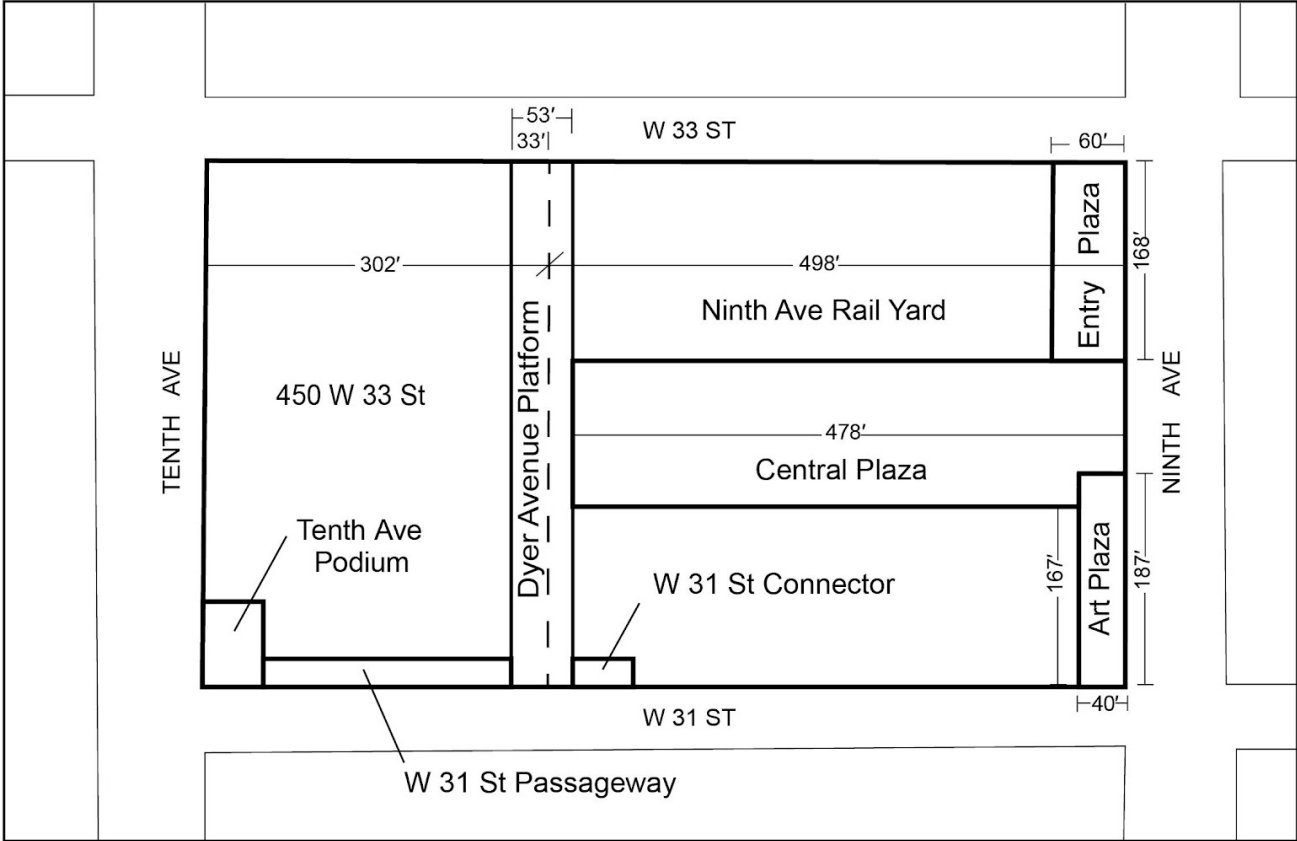 53′
33′
W 33 ST
60′
Entry Plaza
168′
302′
498′
Ninth Ave Rail Yard
TENTH AVE
450 W 33 St
Dyer Avenue Platform
NINTH AVE
478′
Central Plaza
Tenth Ave
Podium
W 31 St Connector
167′
Art Plaza
187′
40′
W 31 ST
W 31 St Passageway